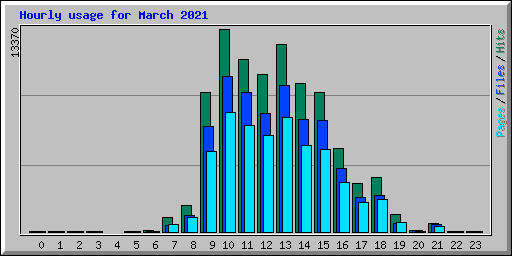 Hourly usage for March 2021
13370
Pages/Files/Hits
0 1 2 3 4 5 6 7 8 9 10 11 12 13 14 15 16 17 18 19 20 21 22 23